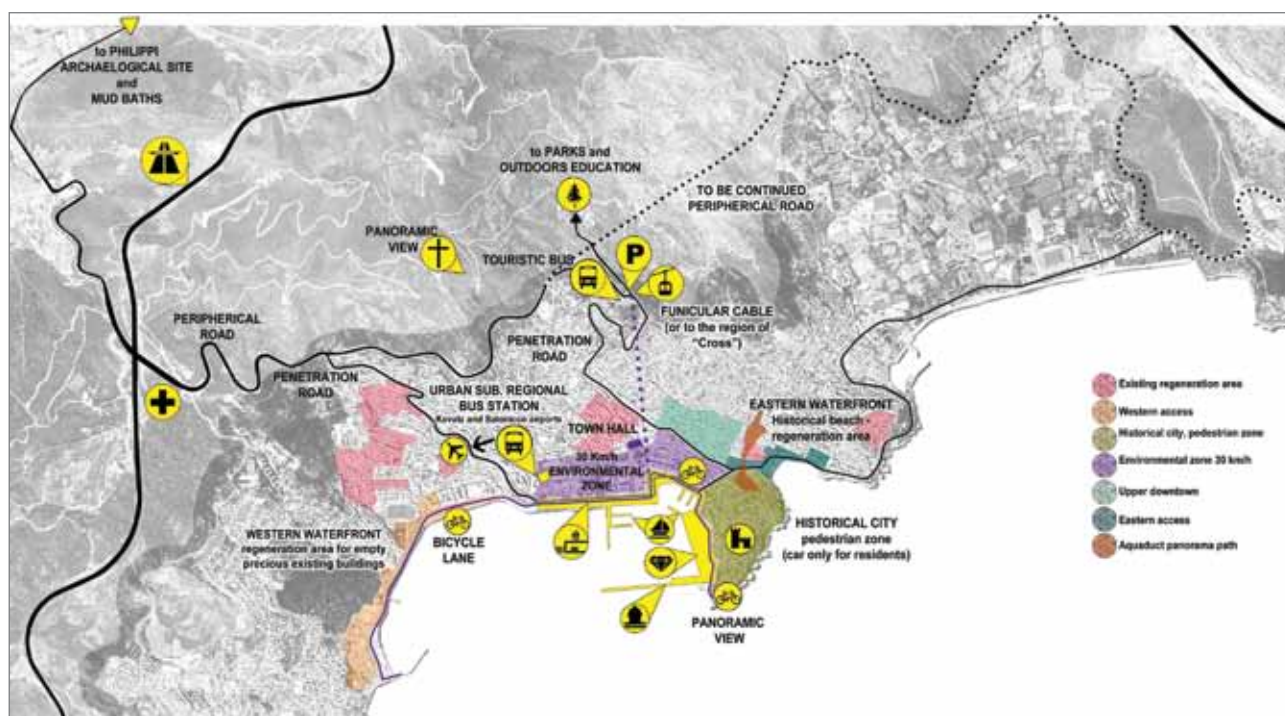 to PHILIPPI
ARCHAELOGICAL SITE
and
MUD BATHS
to PARKS and
OUTDOORS EDUCATION
TO BE CONTINUED
PERIPHERICAL ROAD
PANORAMIC
VIEW
TOURISTIC BUS
P
FUNICULAR CABLE
(or to the region of
"Cross")
PERIPHERICAL
ROAD
PENETRATION
ROAD
PENETRATION
ROAD
URBAN SUB. REGIONAL
BUS STATION
airports
TOWN HALL
EASTERN WATERFRONT
Historical beach -
regeneration area
30 Km/h
ENVIRONMENTAL
ZONE
WESTERN WATERFRONT
regeneration area for empty
precious existing buildings
BICYCLE
LANE
HISTORICAL CITY
pedestrian zone
(car only for residents)
PANORAMIC
VIEW
Existing regeneration area
Western access
Historical city, pedestrian zone
Environmental zone 30 km/h
Upper downtown
Eastern access
Aquaduct panorama path